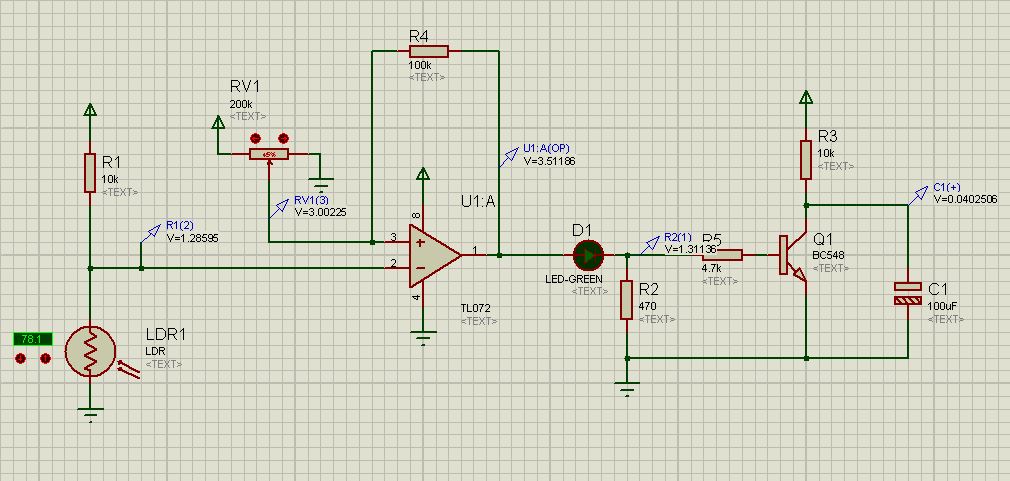 R4
100k
<TEXT>
RV1
200k
<TEXT>
45%
R1
10k
<TEXT>
R1(2)
V=1.28595
RV1(3)
V=3.00225
U1:A(OP)
V=3.51186
U1:A
8
3
2
1
4
TL072
<TEXT>
D1
LED-GREEN
<TEXT>
R2(1)
V=1.31136
R2
470
<TEXT>
R5
4.7k
<TEXT>
R3
10k
<TEXT>
C1(+)
V=0.0402506
Q1
BC548
<TEXT>
C1
100uF
<TEXT>
78.1
LDR1
LDR
<TEXT>